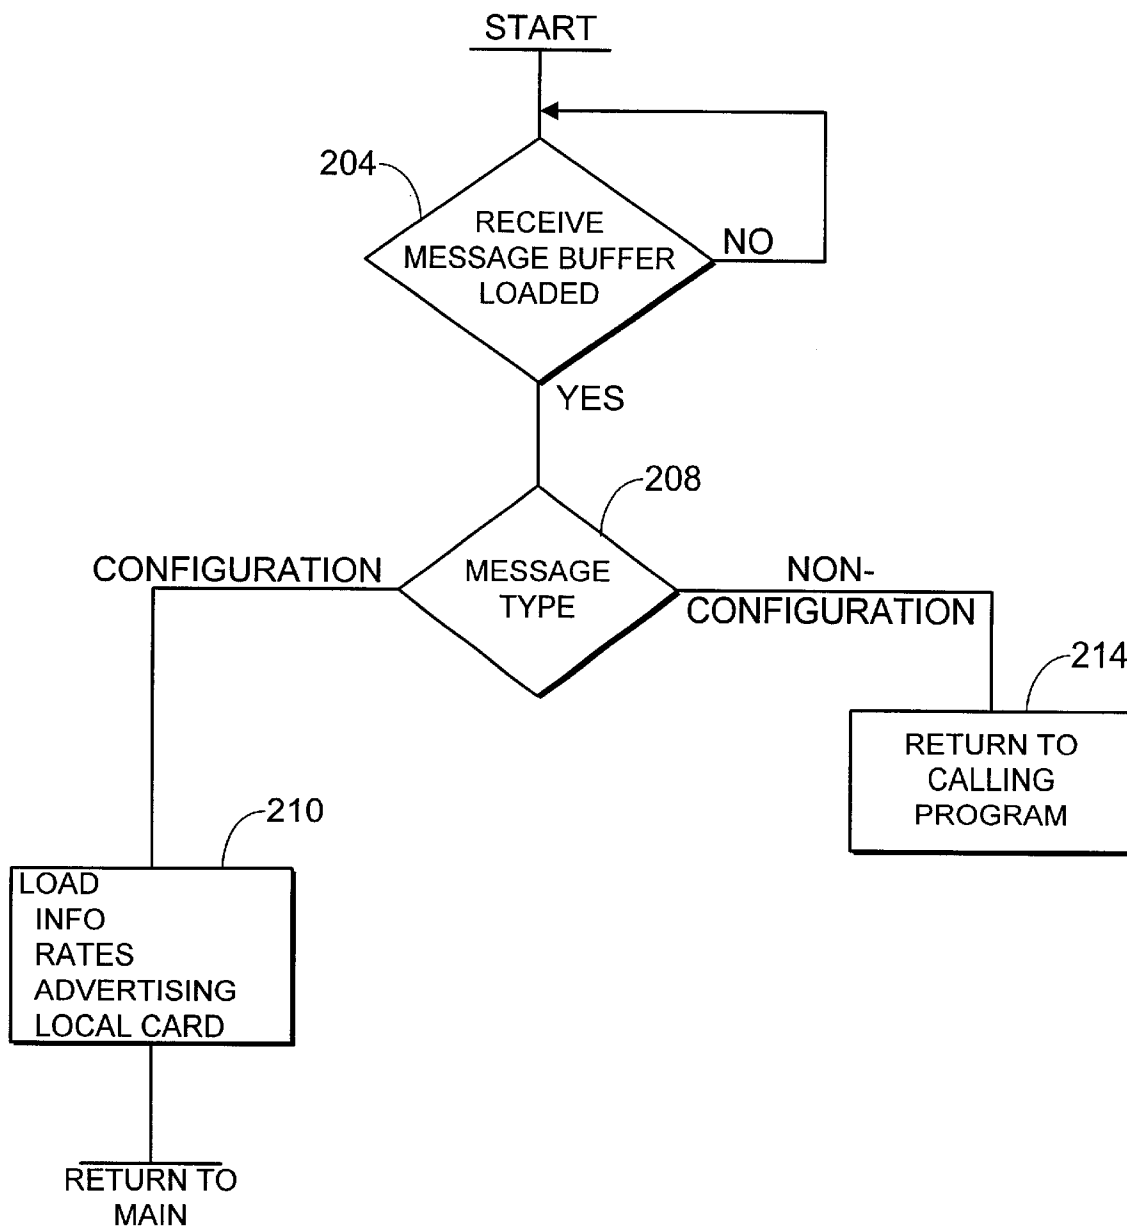 START
204
RECEIVE
MESSAGE BUFFER
LOADED
NO
YES
208
MESSAGE
TYPE
CONFIGURATION
NON-
CONFIGURATION
214
RETURN TO
CALLING
PROGRAM
210
LOAD
INFO
RATES
ADVERTISING
LOCAL CARD
RETURN TO
MAIN